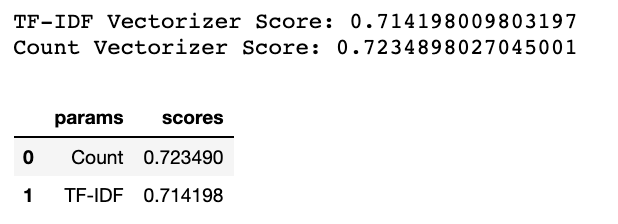 TF-IDF Vectorizer Score: 0.714198009803197
Count Vectorizer Score: 0.7234898027045001
params scores
0 Count 0.723490
1 TF-IDF 0.714198